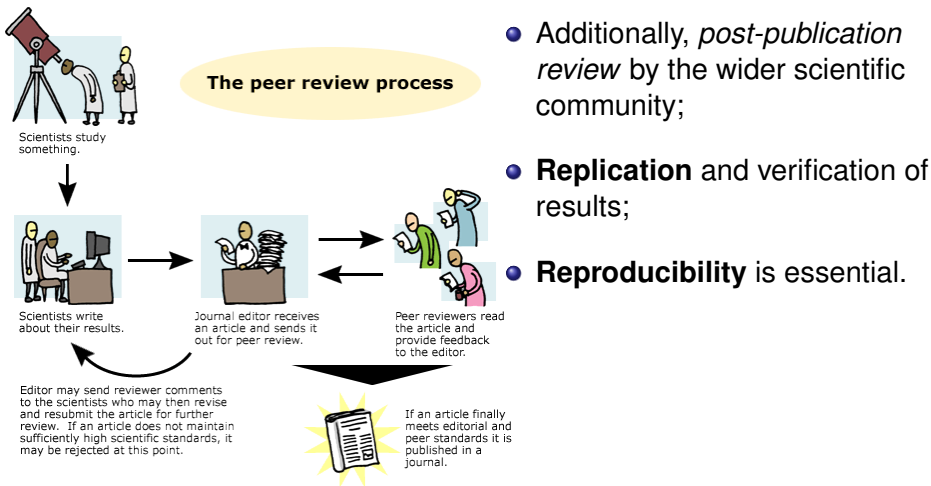 The peer review process
Scientists study
something.
Scientists write
about their results.
Journal editor receives
an article and sends it
out for peer review.
Peer reviewers read
the article and
provide feedback
to the editor.
Editor may send reviewer comments
to the scientists who may then revise
and resubmit the article for further
review. If an article does not maintain
sufficiently high scientific standards, it
may be rejected at this point.
If an article finally
meets editorial and
peer standards it is
published in a
journal.
Additionally, post-publication
review by the wider scientific
community;
Replication and verification of
results;
Reproducibility is essential.